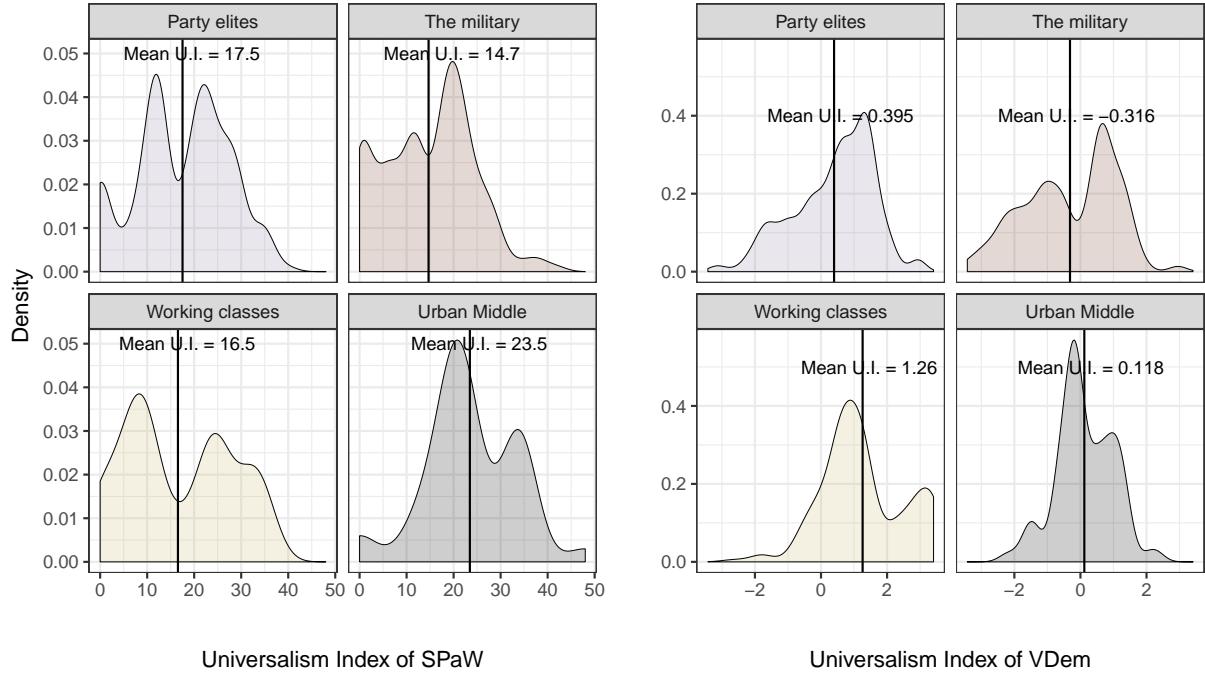 Party elites
The military
Party elites
The military
Mean U.I. = 17.5
Mean U.I. = 14.7
Mean U.I. = 0.395
Mean U.I. = −0.316
0.05
0.04
0.03
0.02
0.01
0.00
0.4
0.2
0.0
Density
Working classes
Urban Middle
Working classes
Urban Middle
Mean U.I. = 16.5
Mean U.I. = 23.5
Mean U.I. = 1.26
Mean U.I. = 0.118
0.05
0.04
0.03
0.02
0.01
0.00
0.4
0.2
0.0
0 10 20 30 40 50
0 10 20 30 40 50
−2 0 2
−2 0 2
Universalism Index of SPaW
Universalism Index of VDem